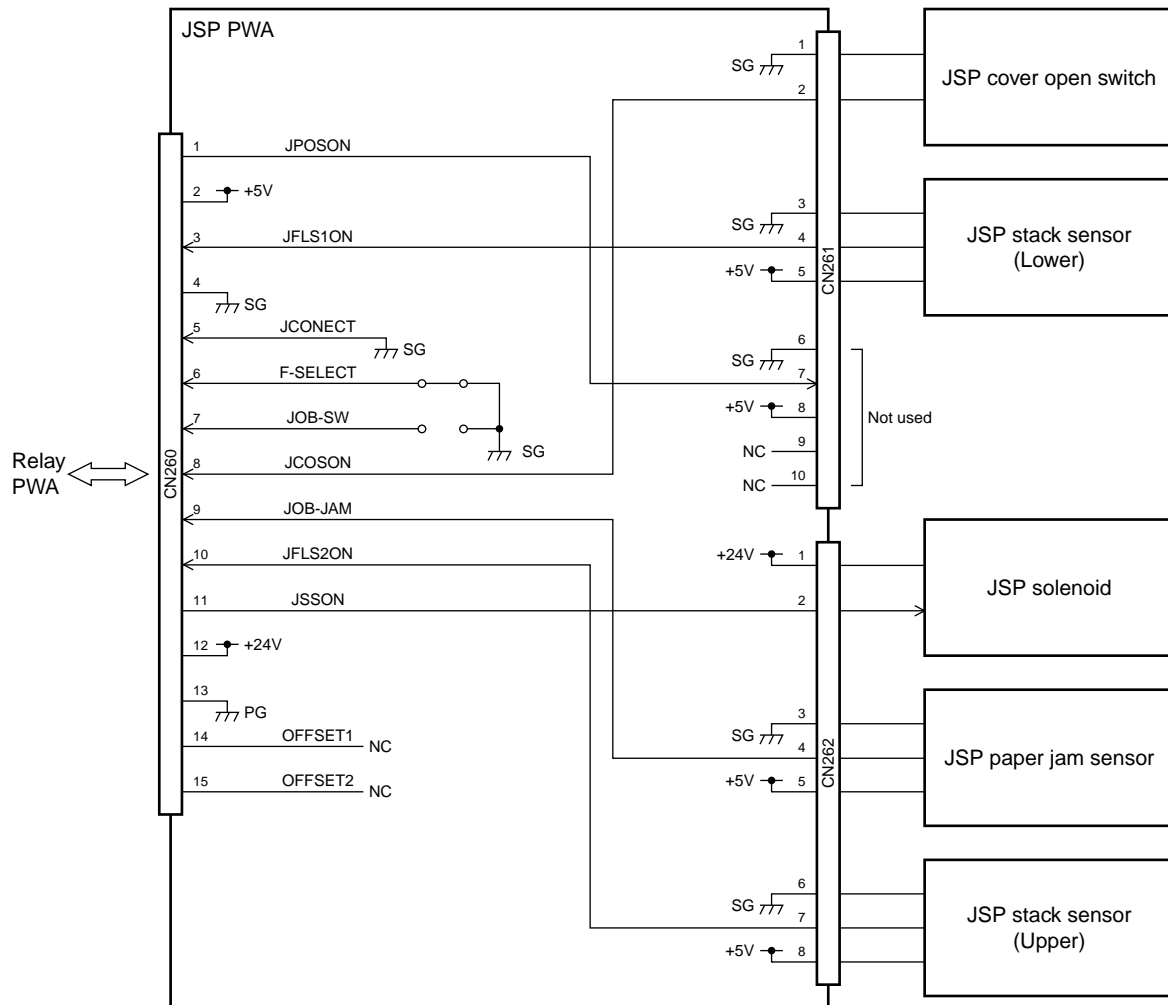 JSP PWA
Relay
PWA
CN260
1 JPOSON
2 +5V
3 JFLS1ON
4 SG
5 JCONECT SG
6 F-SELECT
7 JOB-SW SG
8 JCOSON
9 JOB-JAM
10 JFLS2ON
11 JSSON
12 +24V
13 PG
14 OFFSET1 NC
15 OFFSET2 NC
CN261
SG 1
2
JSP cover open switch
SG 3
4
+5V 5
JSP stack sensor
(Lower)
SG 6
7
+5V 8
NC 9
NC 10
Not used
CN262
+24V 1
2
JSP solenoid
SG 3
4
+5V 5
JSP paper jam sensor
SG 6
7
+5V 8
JSP stack sensor
(Upper)